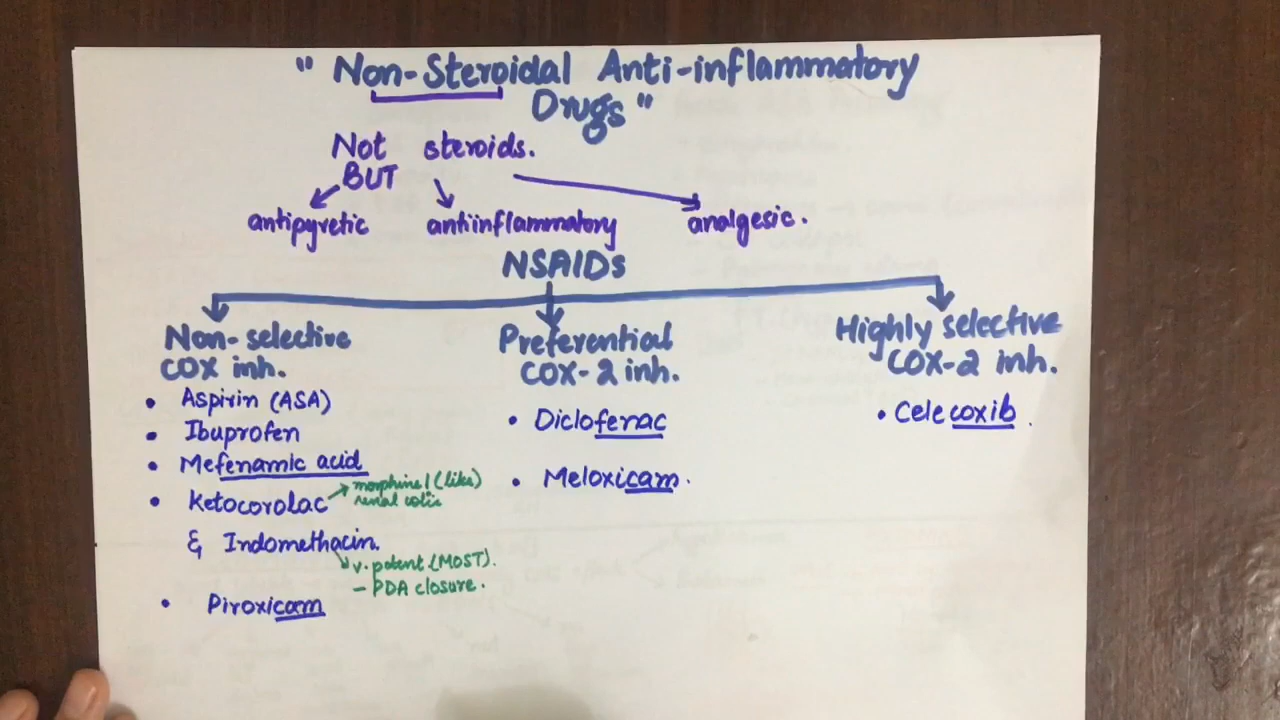 " Non-Steroidal Anti-inflammatory
Drugs "
Not steroids.
BUT
antipyretic antiinflammatory analgesic.
NSAIDs
Non-selective
COX inh.
• Aspirin (ASA)
• Ibuprofen
• Mefenamic acid
• Ketocorolac
morphine! (like)
renal colic
& Indomethacin.
v. potent (MOST).
- PDA closure.
• Piroxicam
Preferential
COX-2 inh.
• Diclofenac
• Meloxicam.
Highly selective
COX-2 inh.
• Celecoxib.